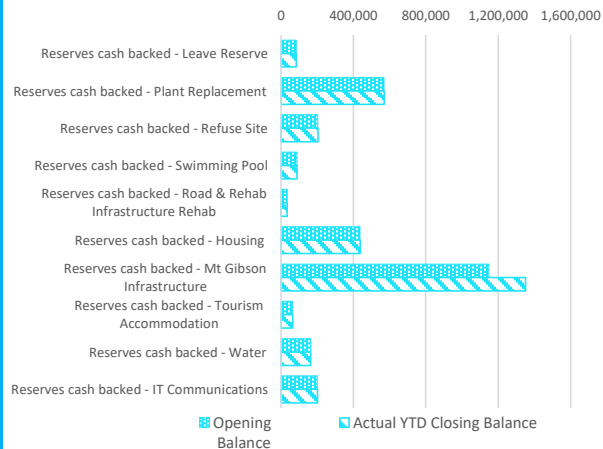 0 400,000 800,000 1,200,000 1,600,000
Reserves cash backed - Leave Reserve
Reserves cash backed - Plant Replacement
Reserves cash backed - Refuse Site
Reserves cash backed - Swimming Pool
Reserves cash backed - Road & Rehab
Infrastructure Rehab
Reserves cash backed - Housing
Reserves cash backed - Mt Gibson
Infrastructure
Reserves cash backed - Tourism
Accommodation
Reserves cash backed - Water
Reserves cash backed - IT Communications
Opening
Balance
Actual YTD Closing Balance